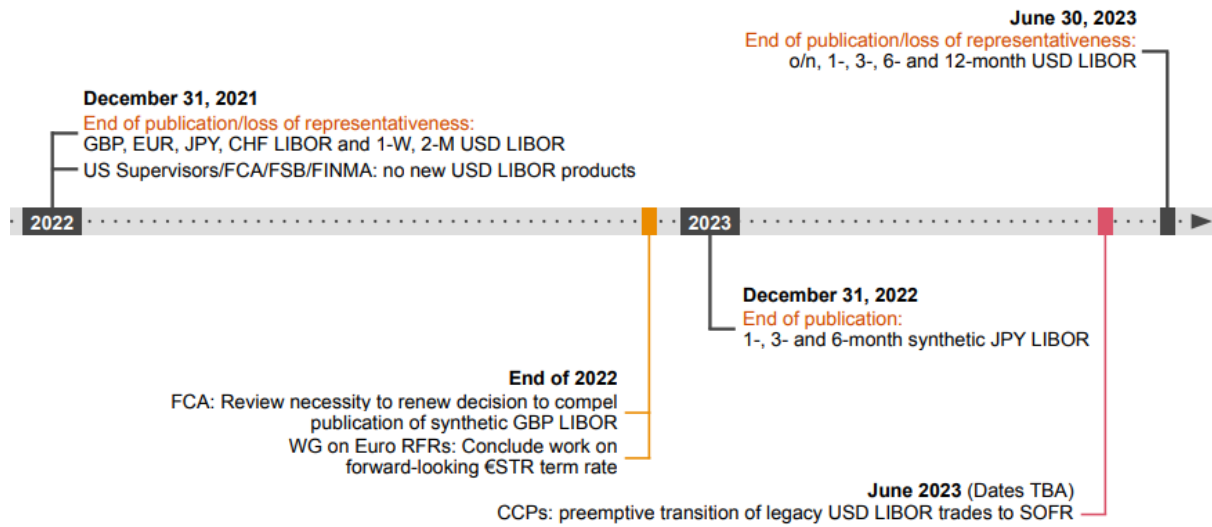 June 30, 2023
End of publication/loss of representativeness:
o/n, 1-, 3-, 6- and 12-month USD LIBOR
December 31, 2021
End of publication/loss of representativeness:
GBP, EUR, JPY, CHF LIBOR and 1-W, 2-M USD LIBOR
US Supervisors/FCA/FSB/FINMA: no new USD LIBOR products
2022
2023
December 31, 2022
End of publication:
1-, 3- and 6-month synthetic JPY LIBOR
End of 2022
FCA: Review necessity to renew decision to compel
publication of synthetic GBP LIBOR
WG on Euro RFRs: Conclude work on
forward-looking €STR term rate
June 2023 (Dates TBA)
CCPs: preemptive transition of legacy USD LIBOR trades to SOFR